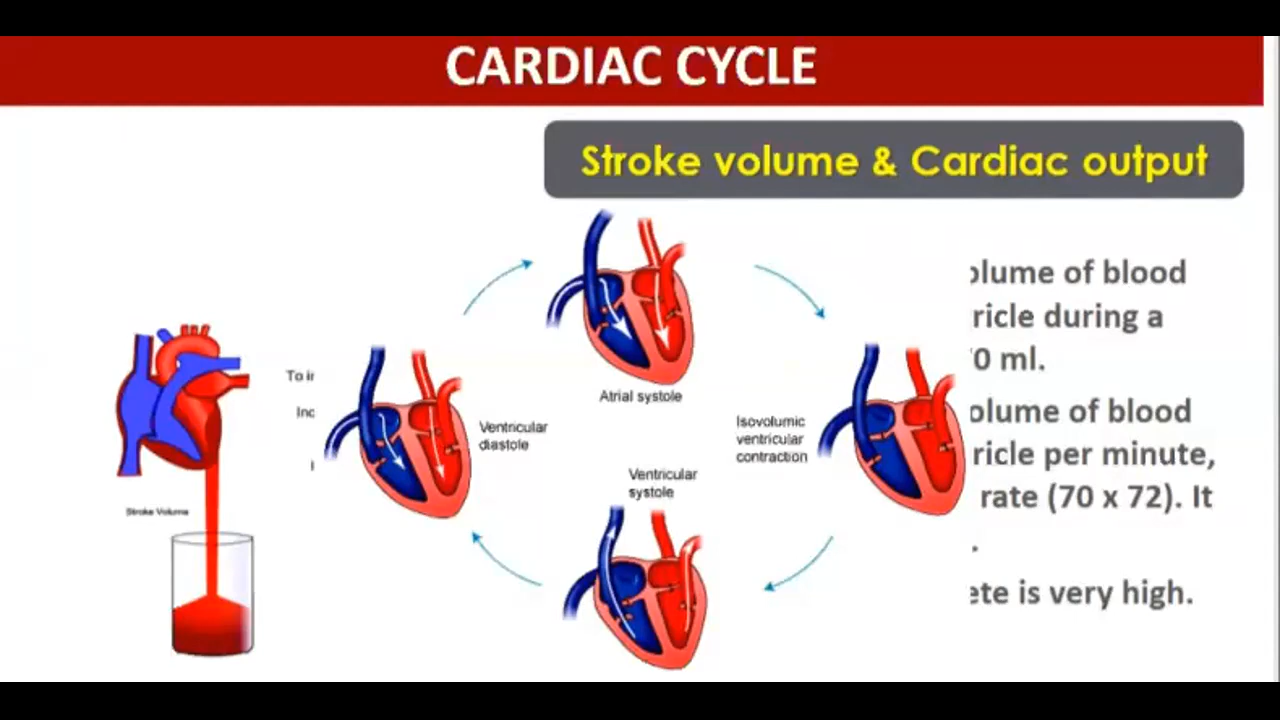 CARDIAC CYCLE
Stroke volume & Cardiac output
Atrial systole
Isovolumic
ventricular
contraction
Ventricular
systole
Ventricular
diastole
Stroke Volume
To
olume of blood
ricle during a
0 ml.
olume of blood
ricle per minute,
rate (70 x 72). It
.
ete is very high.